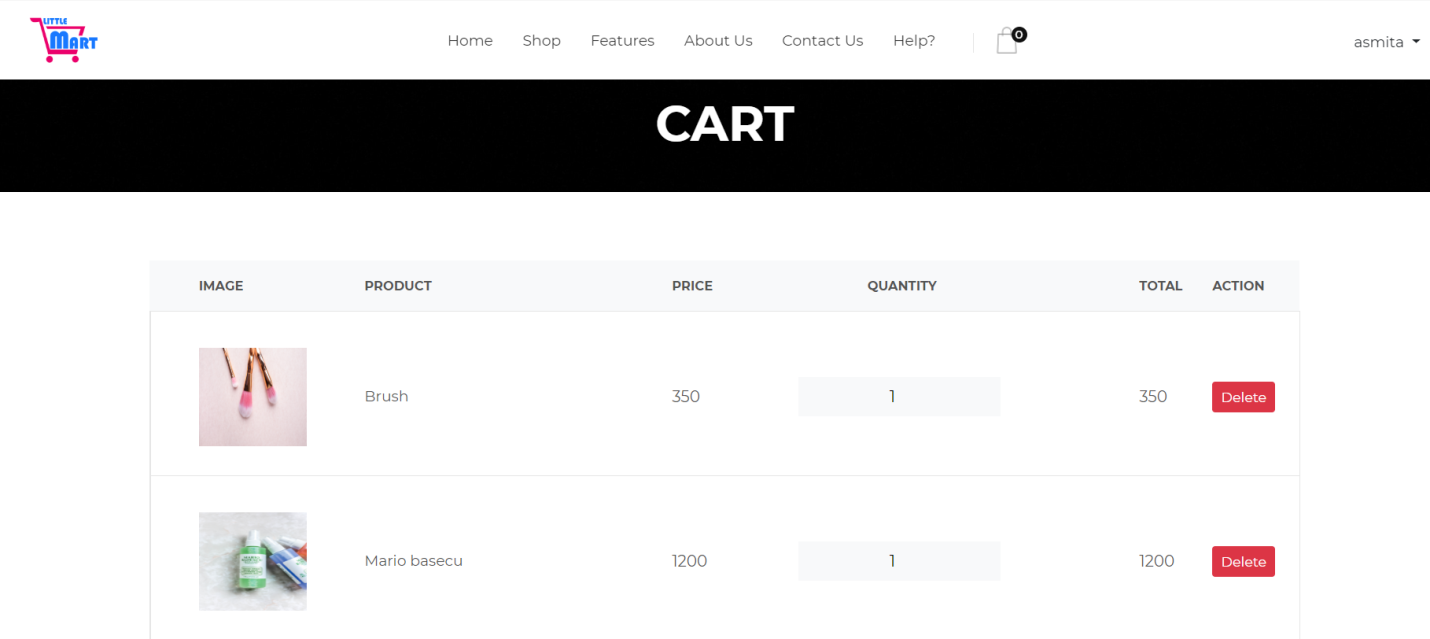 LITTLE
MART
Home Shop Features About Us Contact Us Help? 0 asmita
CART
IMAGE PRODUCT PRICE QUANTITY TOTAL ACTION
Brush 350 1 350 Delete
Mario basecu 1200 1 1200 Delete